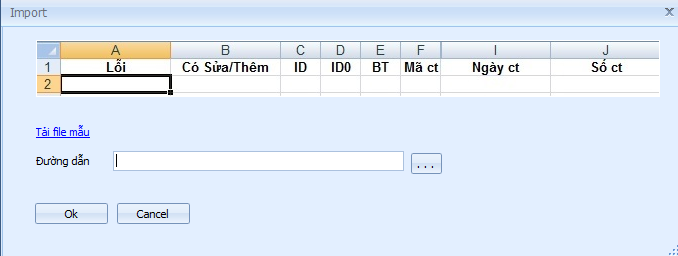 Import
A B C D E F I J
1 Lỗi Có Sửa/Thêm ID ID0 BT Mã ct Ngày ct Số ct
2
Tải file mẫu
Đường dẫn ...
Ok Cancel